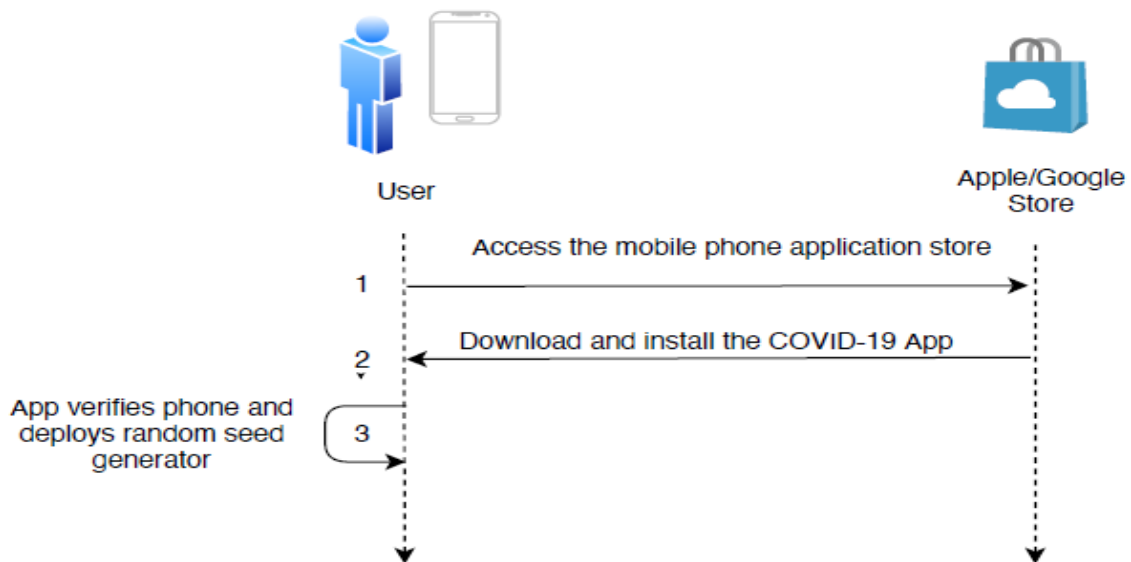 User
Apple/Google
Store
Access the mobile phone application store
1
Download and install the COVID-19 App
2
App verifies phone and
deploys random seed
generator
3